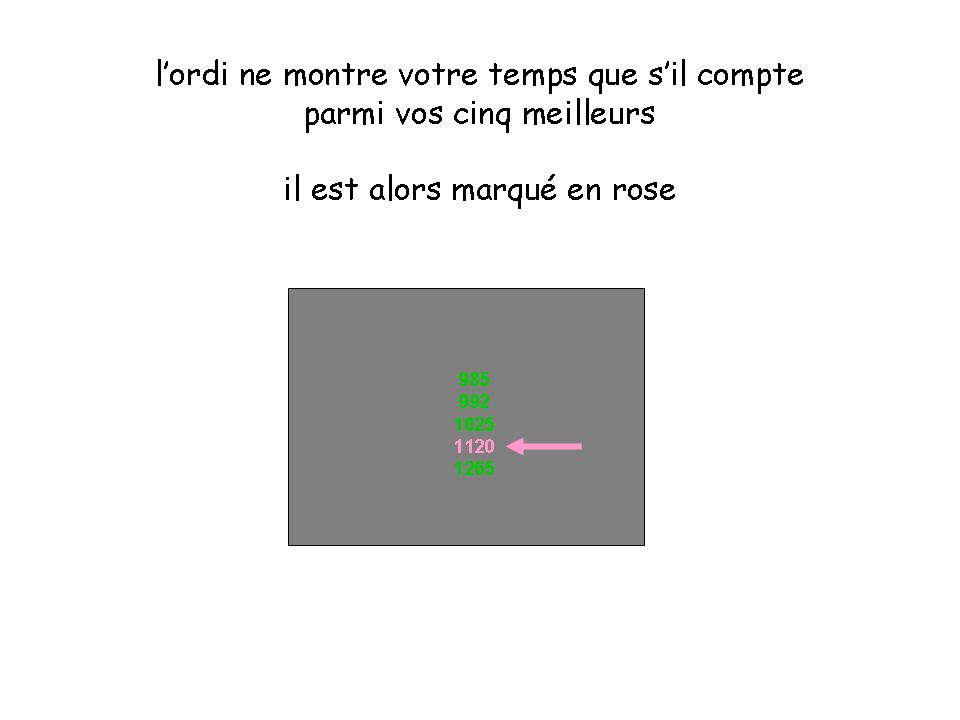 l'ordi ne montre votre temps que s'il compte
parmi vos cinq meilleurs
il est alors marqué en rose
985
992
1025
1120
1265